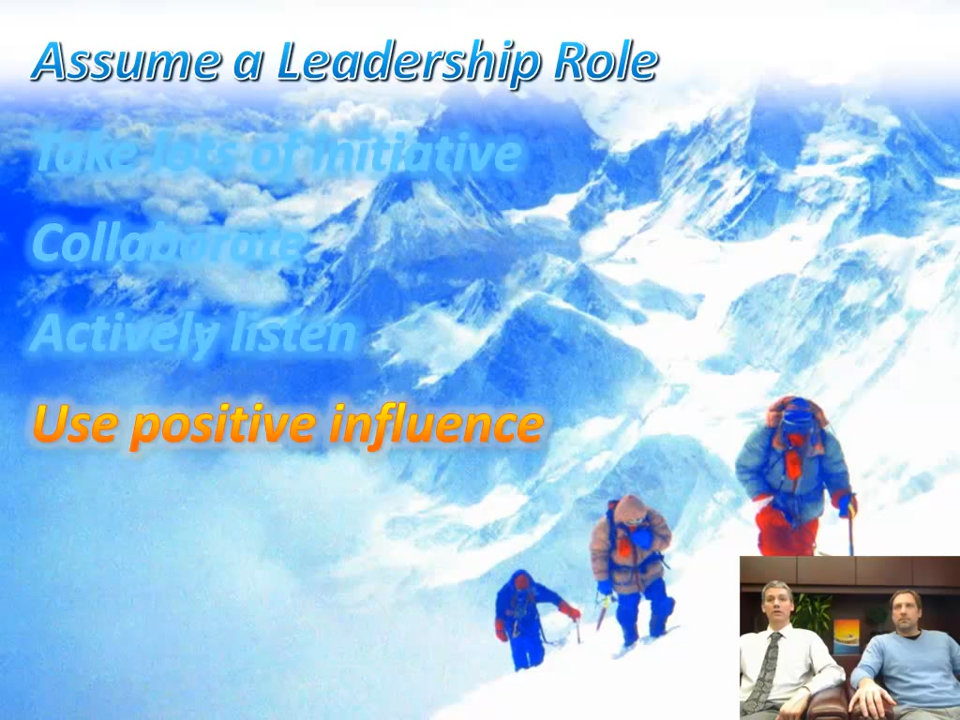 Assume a Leadership Role
Take lots of initiative
Collaborate
Actively listen
Use positive influence